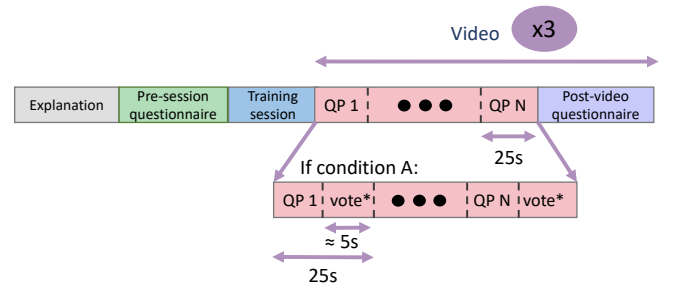 Video x3
Explanation
Pre-session
questionnaire
Training
session
QP 1
QP N
Post-video
questionnaire
25s
If condition A:
QP 1 vote* QP N vote*
≈ 5s
25s